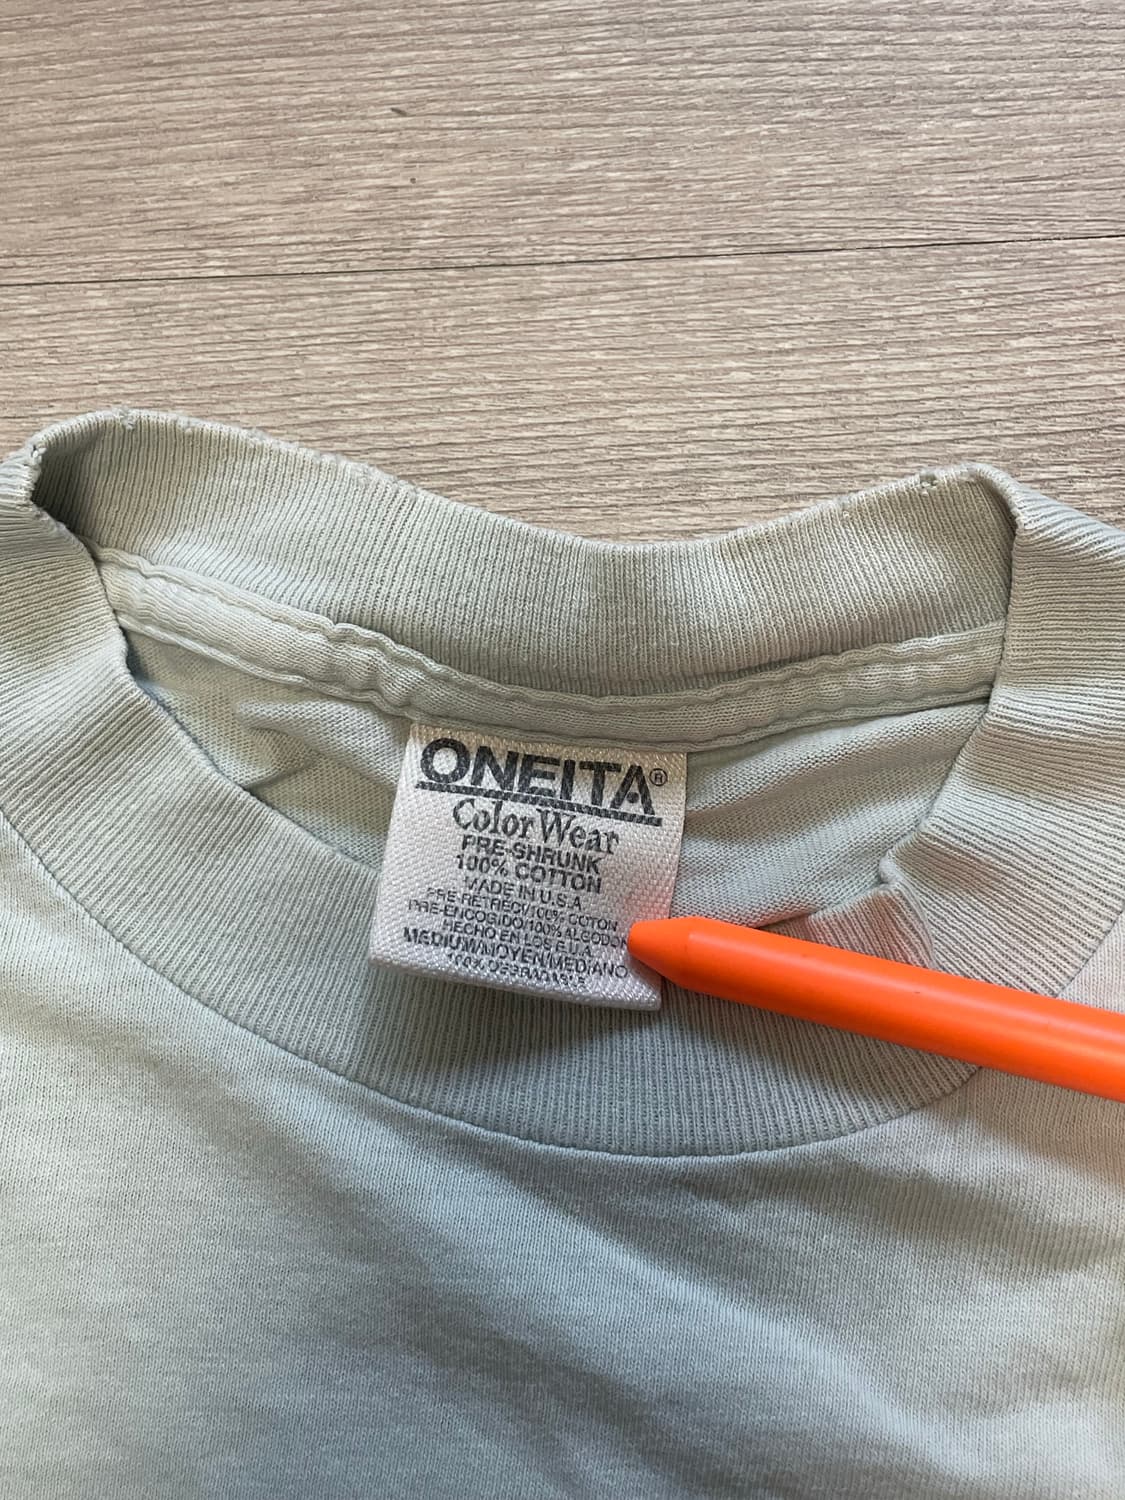 ONEITA®
Color Wear
PRE-SHRUNK
100% COTTON
MADE IN U.S.A
PRE-RETRECI/100% COTON
PRE-ENCOGIDO/100% ALGODON
HECHO EN LOS E.U.A.
MEDIUM/MOYEN/MEDIANO